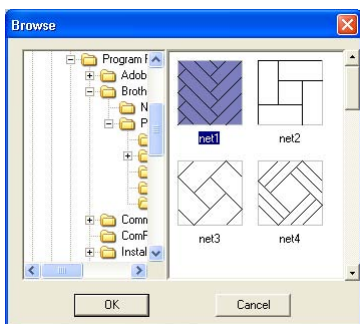 Browse
Program F
Adob
Broth
N
P
Comn
ComF
Instal
net1
net2
net3
net4
OK
Cancel